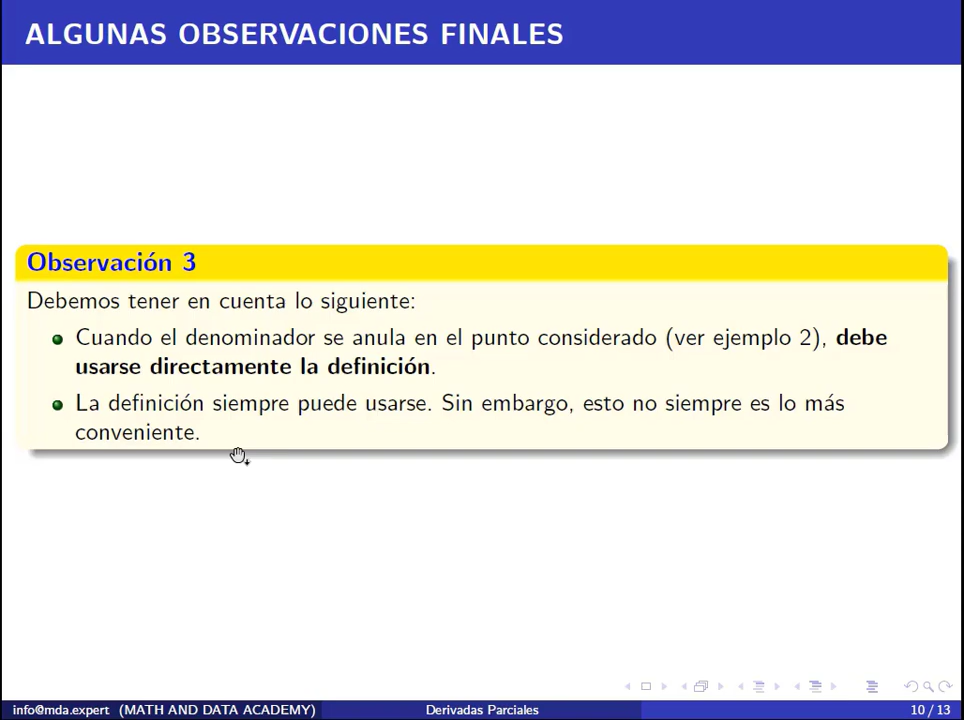 ALGUNAS OBSERVACIONES FINALES
Observación 3
Debemos tener en cuenta lo siguiente:
Cuando el denominador se anula en el punto considerado (ver ejemplo 2), debe
usarse directamente la definición.
La definición siempre puede usarse. Sin embargo, esto no siempre es lo más
conveniente.
info@mda.expert (MATH AND DATA ACADEMY) Derivadas Parciales 10 / 13